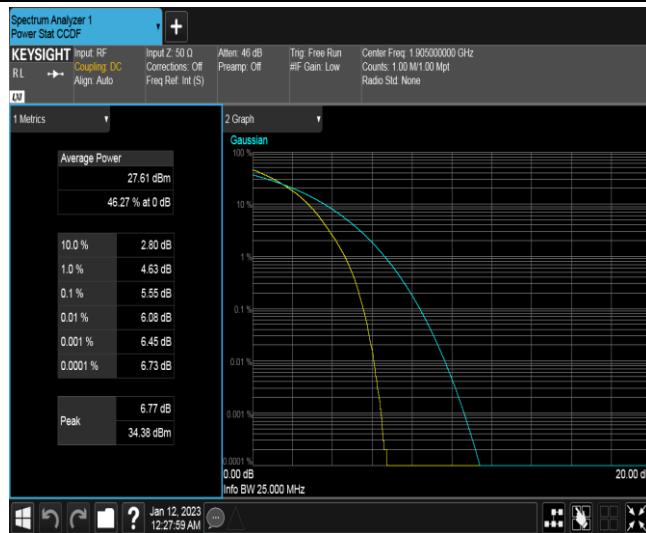 Spectrum Analyzer 1
Power Stat CCDF
KEYSIGHT
RL
Input: RF
Coupling: DC
Align: Auto
Input Z: 50 Ω
Corrections: Off
Freq Ref: Int (S)
Atten: 46 dB
Preamp: Off
Trig: Free Run
#IF Gain: Low
Center Freq: 1.905000000 GHz
Counts: 1.00 M/1.00 Mpt
Radio Std: None
1 Metrics
Average Power
27.61 dBm
46.27 % at 0 dB
10.0 % 2.80 dB
1.0 % 4.63 dB
0.1 % 5.55 dB
0.01 % 6.08 dB
0.001 % 6.45 dB
0.0001 % 6.73 dB
Peak
6.77 dB
34.38 dBm
2 Graph
Gaussian
100 %
10 %
1 %
0.1 %
0.01 %
0.001 %
0.0001 %
0.00 dB
20.00 d
Info BW 25.000 MHz
Jan 12, 2023
12:27:59 AM